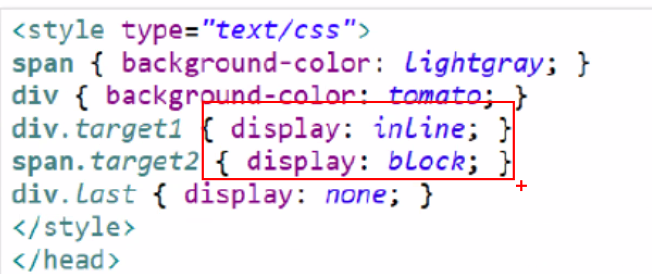 <style type="text/css">
span { background-color: lightgray; }
div { background-color: tomato; }
div.target1 { display: inline; }
span.target2 { display: block; }
div.last { display: none; }
</style>
</head>